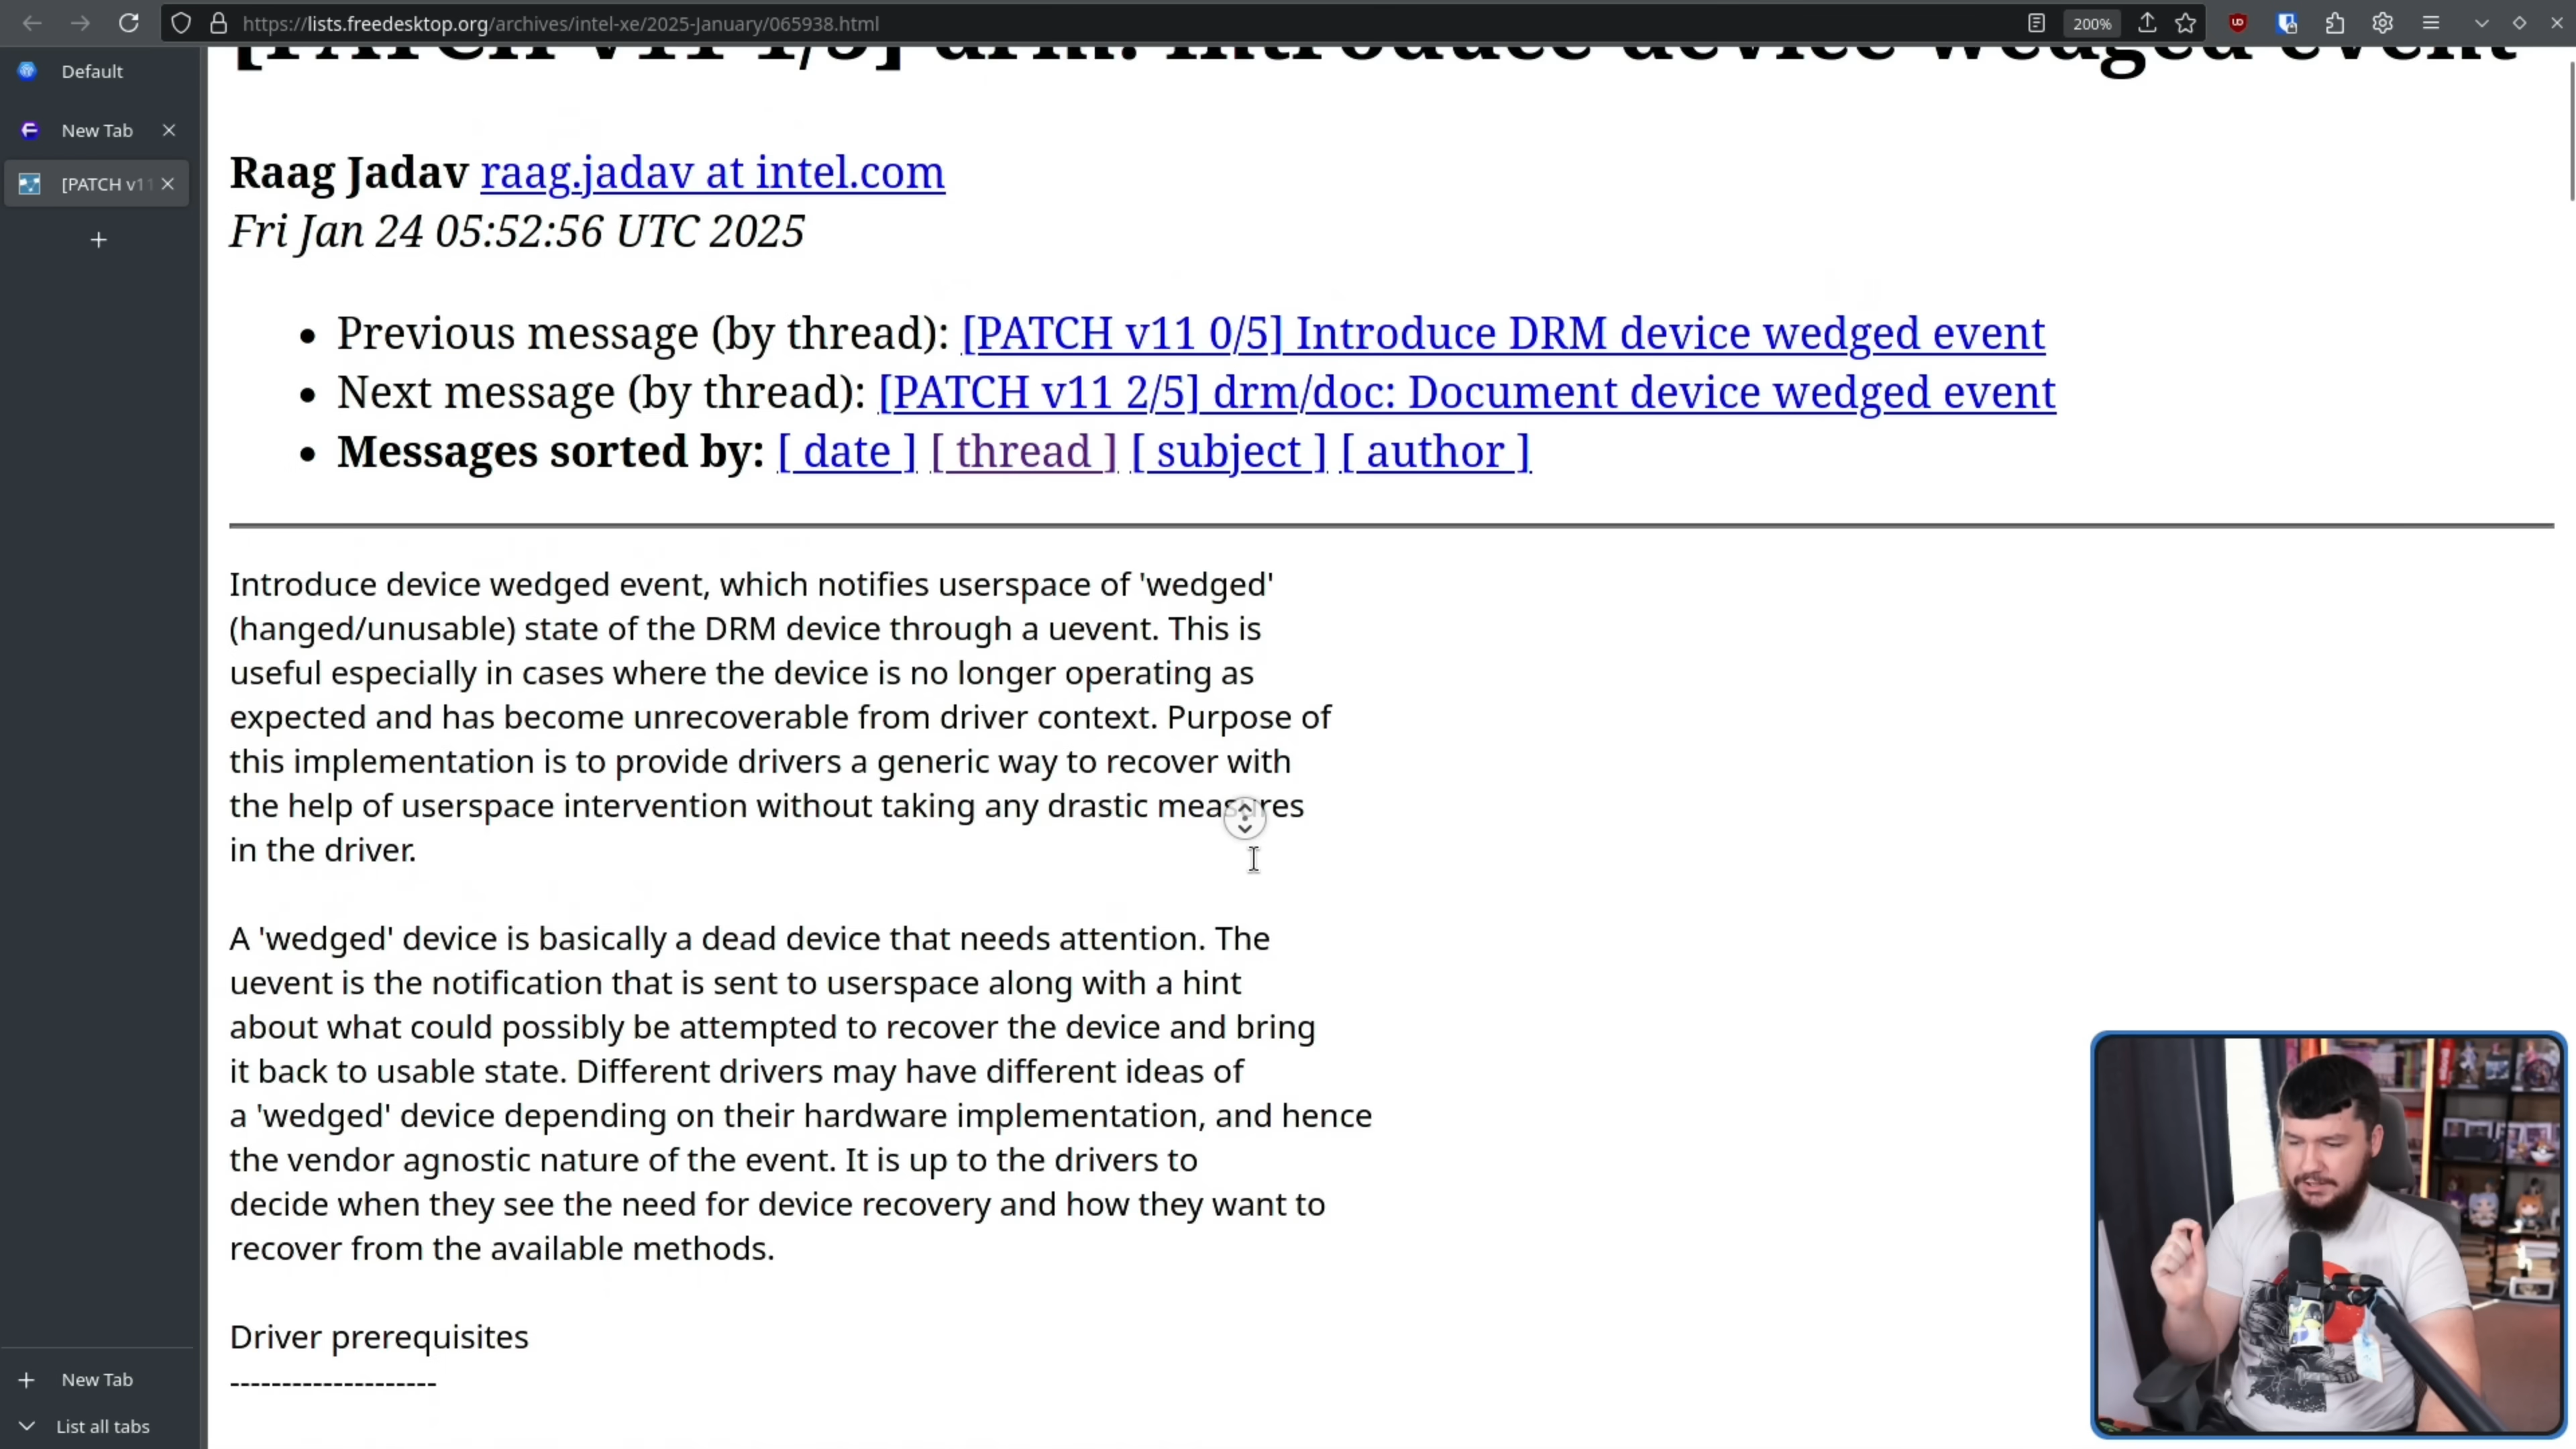 https://lists.freedesktop.org/archives/intel-xe/2025-January/065938.html
200%
Default
New Tab
[PATCH v11
[PATCH v11 1/5] drm: Introduce device wedged event
Raag Jadav raag.jadav at intel.com
Fri Jan 24 05:52:56 UTC 2025
• Previous message (by thread): [PATCH v11 0/5] Introduce DRM device wedged event
• Next message (by thread): [PATCH v11 2/5] drm/doc: Document device wedged event
• Messages sorted by: [ date ] [ thread ] [ subject ] [ author ]
Introduce device wedged event, which notifies userspace of 'wedged'
(hanged/unusable) state of the DRM device through a uevent. This is
useful especially in cases where the device is no longer operating as
expected and has become unrecoverable from driver context. Purpose of
this implementation is to provide drivers a generic way to recover with
the help of userspace intervention without taking any drastic measures
in the driver.
A 'wedged' device is basically a dead device that needs attention. The
uevent is the notification that is sent to userspace along with a hint
about what could possibly be attempted to recover the device and bring
it back to usable state. Different drivers may have different ideas of
a 'wedged' device depending on their hardware implementation, and hence
the vendor agnostic nature of the event. It is up to the drivers to
decide when they see the need for device recovery and how they want to
recover from the available methods.
Driver prerequisites
--------------------
New Tab
List all tabs